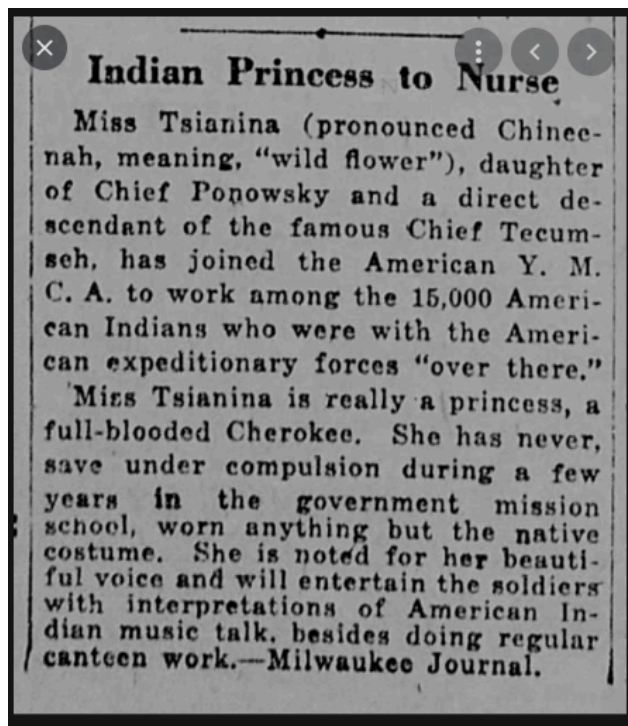 Indian Princess to Nurse
Miss Tsianina (pronounced Chinee-
nah, meaning, "wild flower"), daughter
of Chief Ponowsky and a direct de-
scendant of the famous Chief Tecum-
seh, has joined the American Y. M.
C. A. to work among the 15,000 Ameri-
can Indians who were with the Ameri-
can expeditionary forces "over there."
Miss Tsianina is really a princess, a
full-blooded Cherokee. She has never,
save under compulsion during a few
years in the government mission
school, worn anything but the native
costume. She is noted for her beauti-
ful voice and will entertain the soldiers
with interpretations of American In-
dian music talk. besides doing regular
canteen work.—Milwaukee Journal.